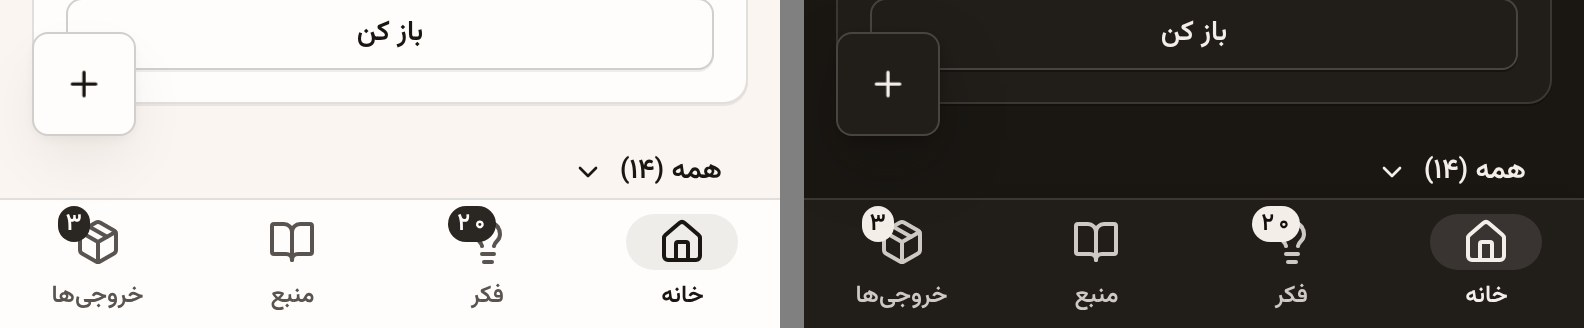 باز کن
همه (۱۴)
خانه
۲۰
فکر
منبع
۳
خروجی‌ها
باز کن
همه (۱۴)
خانه
۲۰
فکر
منبع
۳
خروجی‌ها